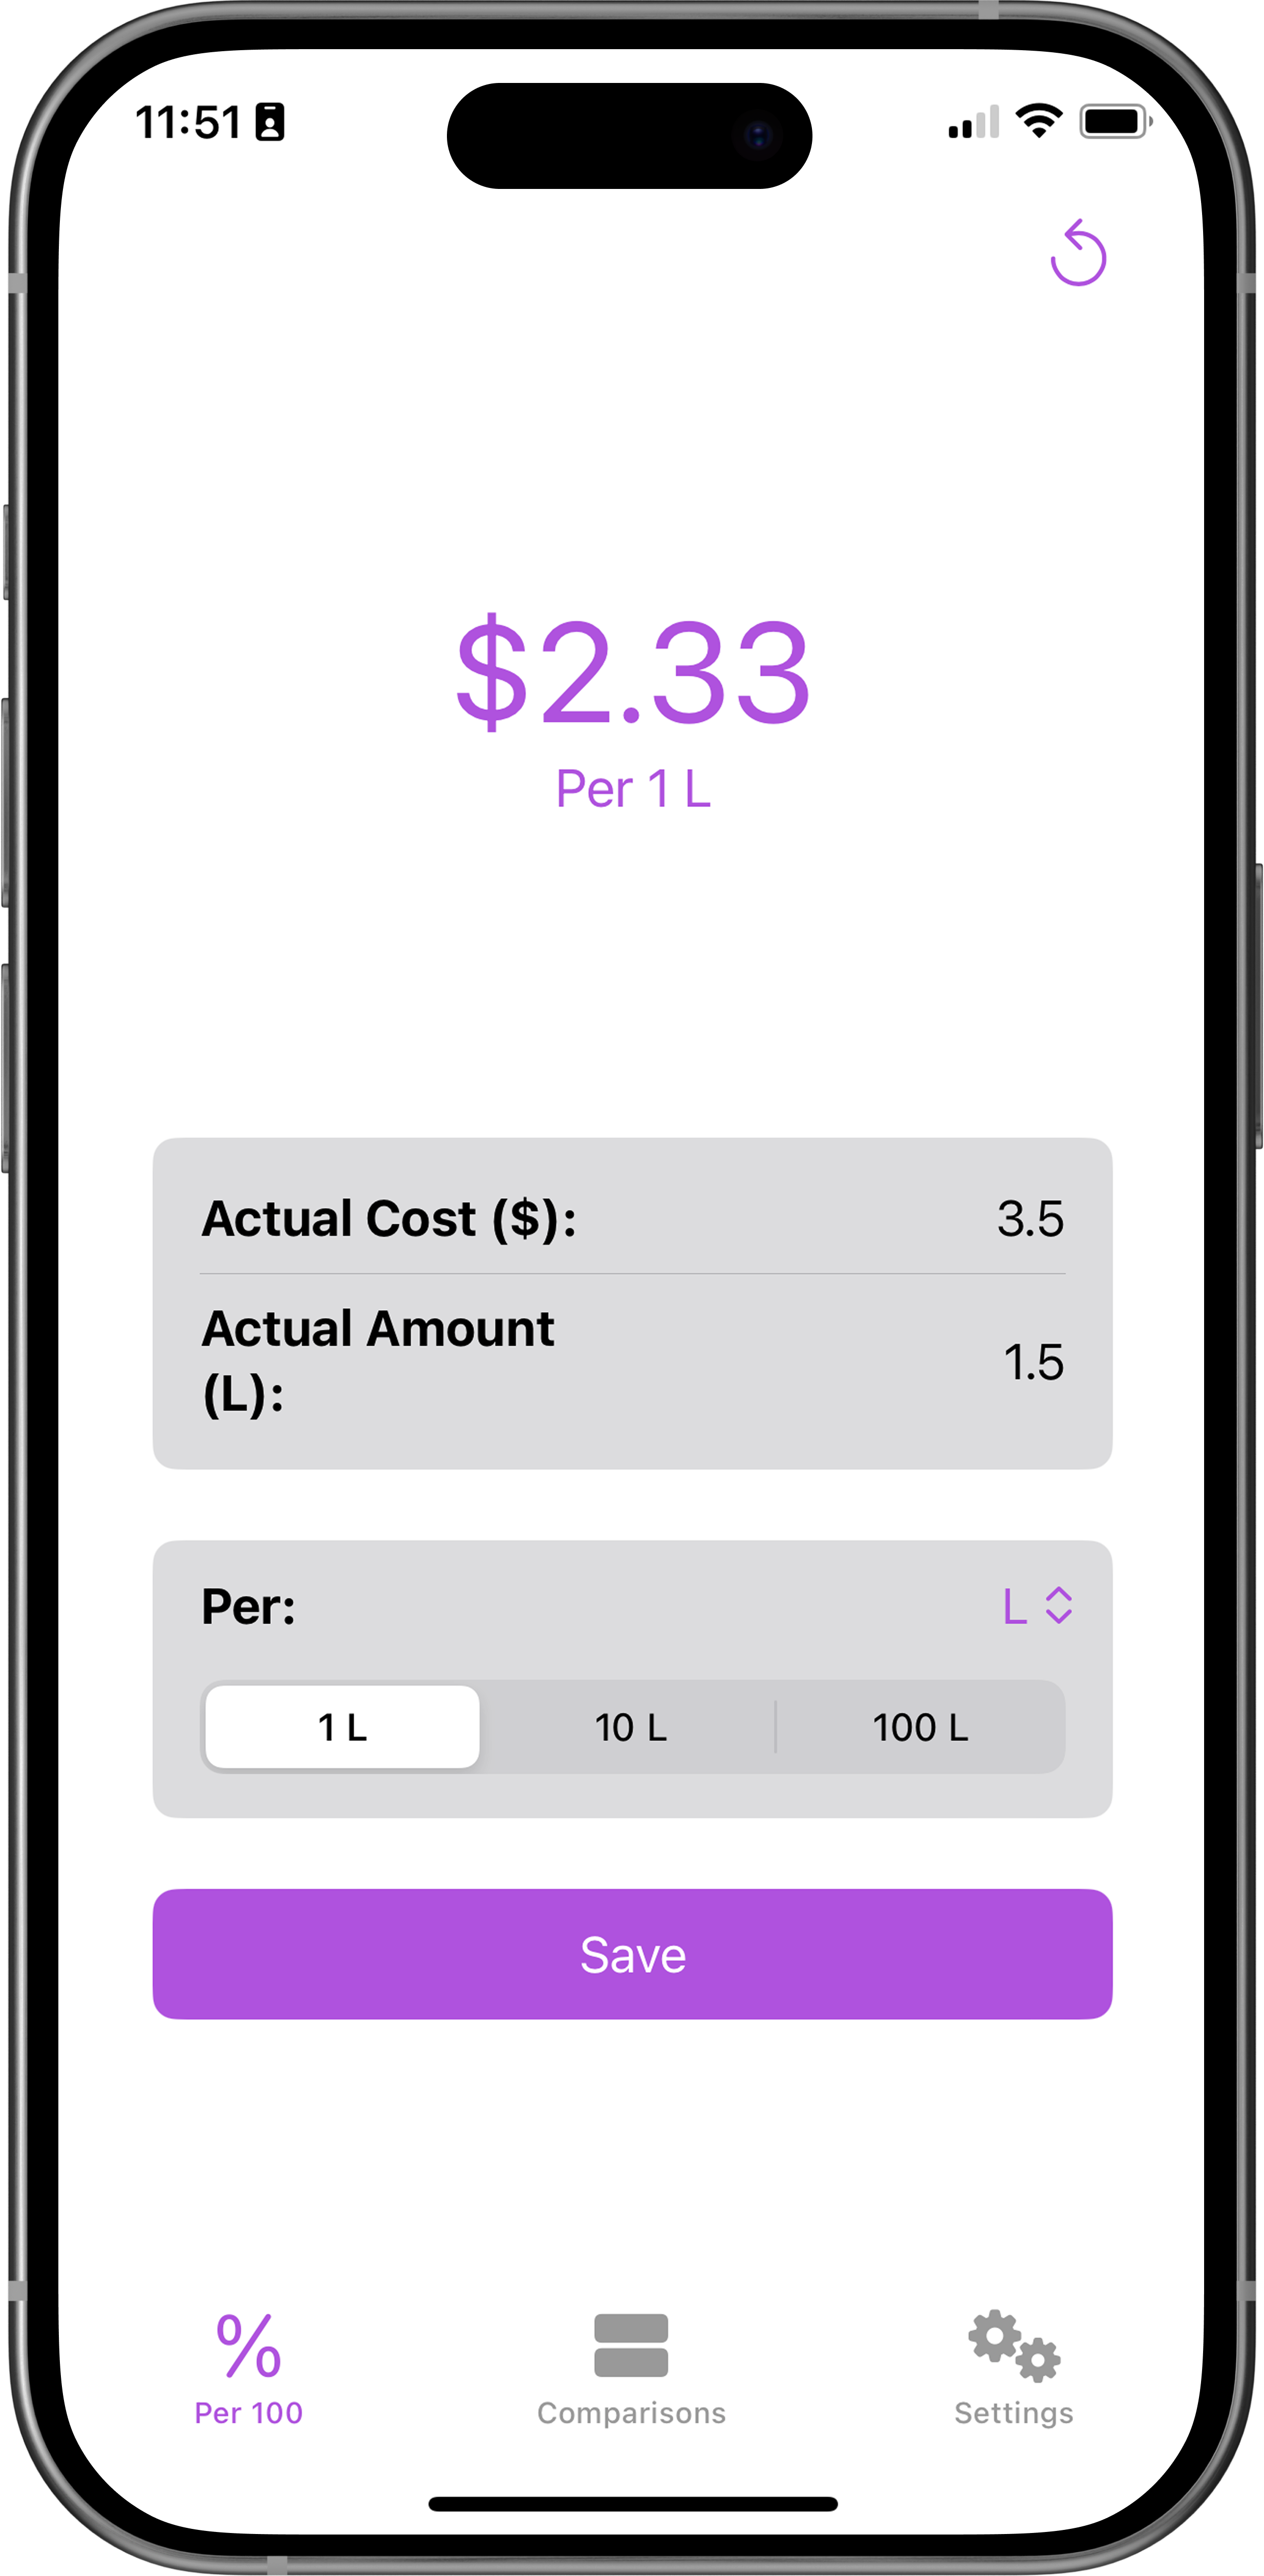 11:51
$2.33
Per 1 L
Actual Cost ($): 3.5
Actual Amount
(L): 1.5
Per: L
1 L 10 L 100 L
Save
Per 100 Comparisons Settings